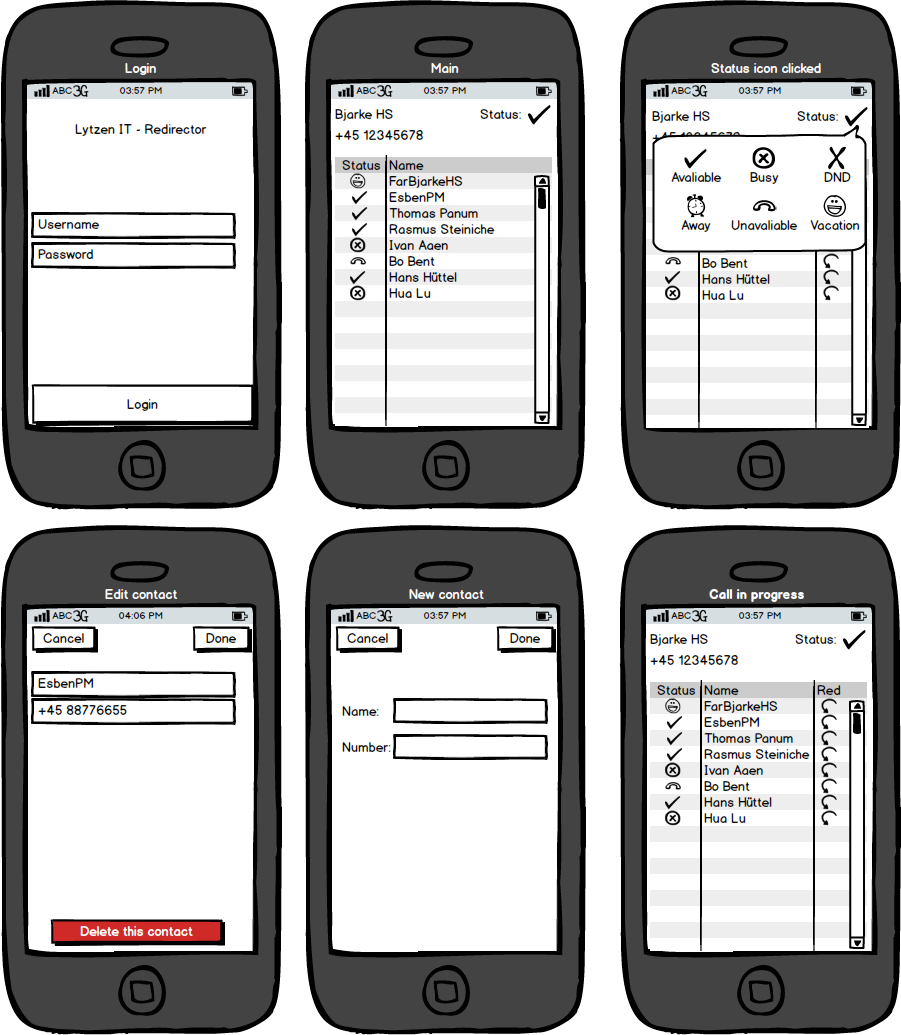 Login
ABC 3G 03:57 PM
Lytzen IT - Redirector
Username
Password
Login
Main
ABC 3G 03:57 PM
Bjarke HS Status:
+45 12345678
Status Name
FarBjarkeHS
EsbenPM
Thomas Panum
Rasmus Steiniche
Ivan Aaen
Bo Bent
Hans Hüttel
Hua Lu
Status icon clicked
ABC 3G 03:57 PM
Bjarke HS Status:
+45 12345678
Avaliable Busy DND
Away Unavaliable Vacation
Bo Bent
Hans Hüttel
Hua Lu
Edit contact
ABC 3G 04:06 PM
Cancel Done
EsbenPM
+45 88776655
Delete this contact
New contact
ABC 3G 03:57 PM
Cancel Done
Name:
Number:
Call in progress
ABC 3G 03:57 PM
Bjarke HS Status:
+45 12345678
Status Name Red
FarBjarkeHS
EsbenPM
Thomas Panum
Rasmus Steiniche
Ivan Aaen
Bo Bent
Hans Hüttel
Hua Lu